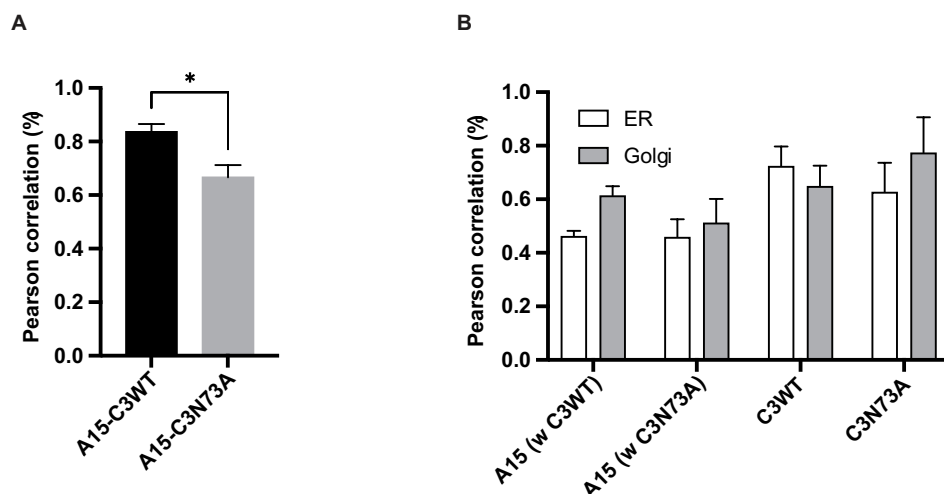 A
Pearson correlation (%)
1.0
0.8
0.6
0.4
0.2
0.0
*
A15-C3WT
A15-C3N73A
B
Pearson correlation (%)
1.0
0.8
0.6
0.4
0.2
0.0
ER
Golgi
A15 (w C3WT)
A15 (w C3N73A)
C3WT
C3N73A